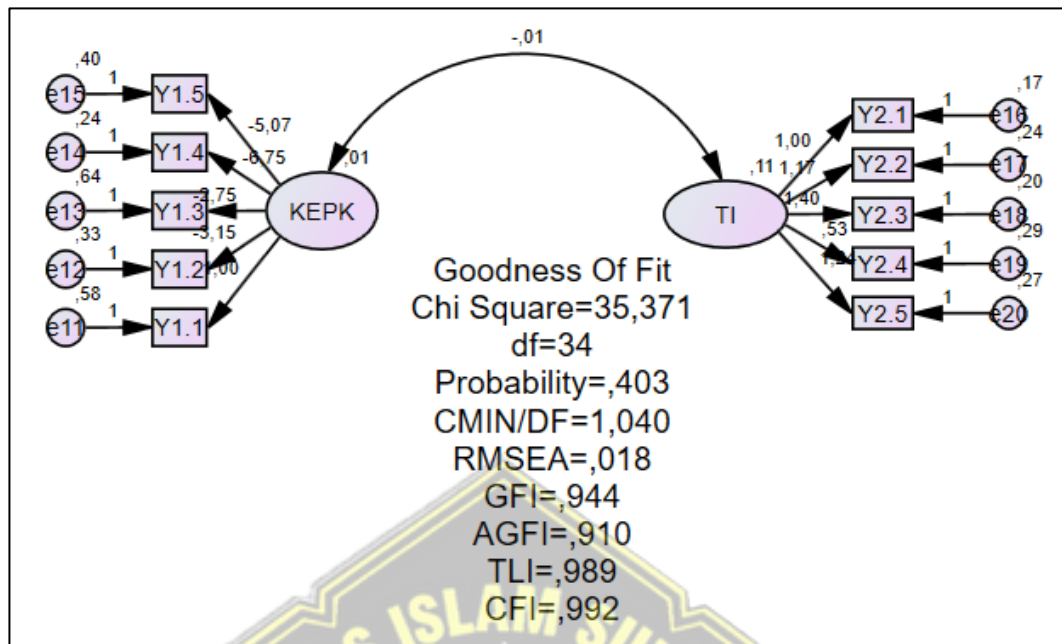 -,01
,40
e15
1
Y1.5
,24
e14
1
Y1.4
,64
e13
1
Y1.3
,33
e12
1
Y1.2
,58
e11
1
Y1.1
-5,07
-6,75
-2,75
-3,15
,01
KEPK
,11
TI
1,00
1,17
1,40
,53
Y2.1
1
,17
e16
Y2.2
1
,24
e17
Y2.3
1
,20
e18
Y2.4
1
,29
e19
Y2.5
1
,27
e20
Goodness Of Fit
Chi Square=35,371
df=34
Probability=,403
CMIN/DF=1,040
RMSEA=,018
GFI=,944
AGFI=,910
TLI=,989
CFI=,992
ISLAM